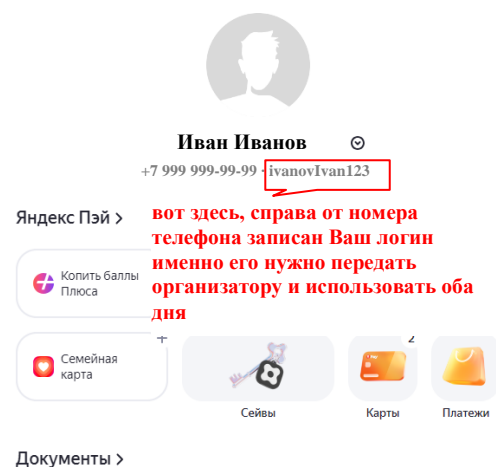 Иван Иванов
+7 999 999-99-99 · ivanovIvan123
Яндекс Пэй >
вот здесь, справа от номера
телефона записан Ваш логин
именно его нужно передать
организатору и использовать оба
дня
Копить баллы
Плюса
Семейная
карта
2
Сейвы
Карты
Платежи
Документы >